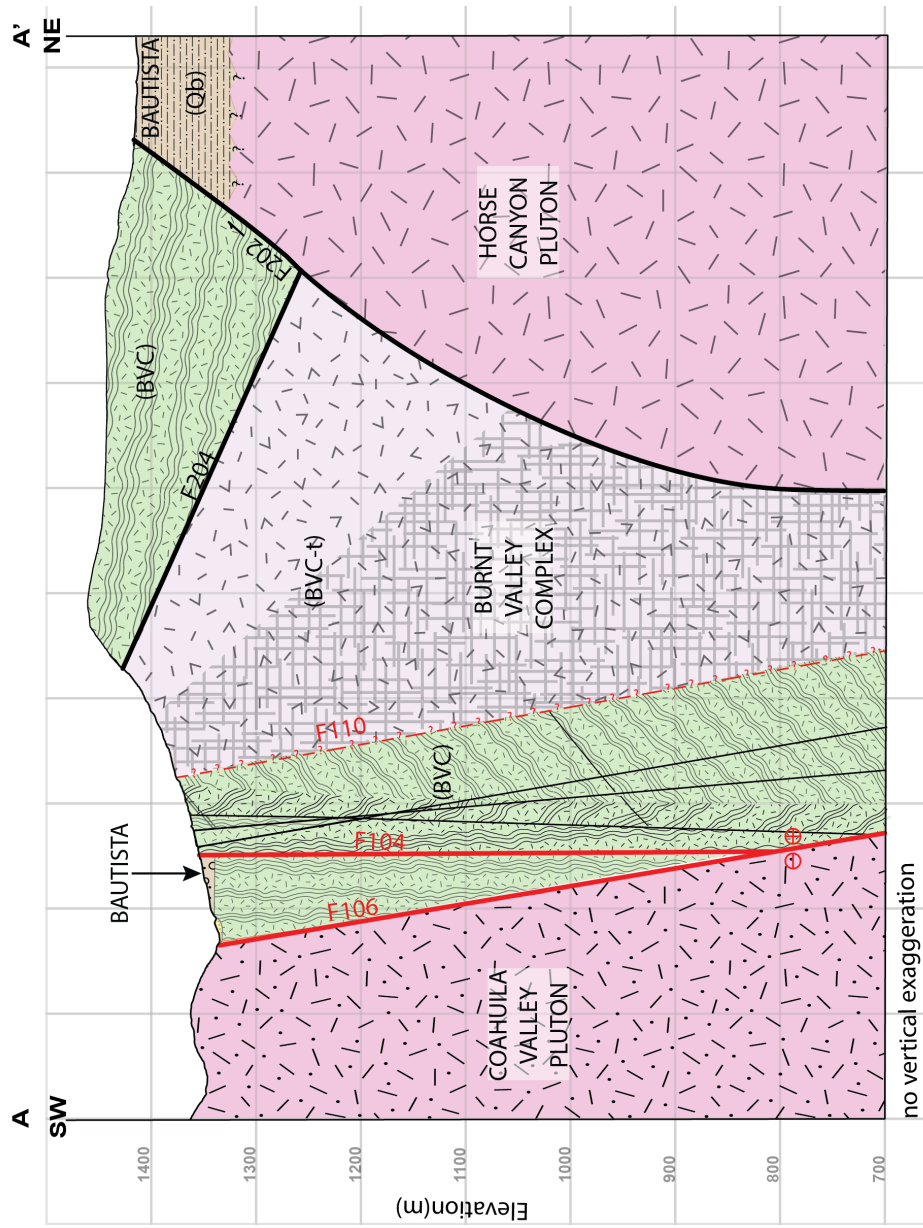 A
SW
A’
NE
BAUTISTA
(Qb)
(BVC)
F202
F204
HORSE
CANYON
PLUTON
(BVC-t)
BURNT
VALLEY
COMPLEX
F110
(BVC)
BAUTISTA
F104
F106
COAHUILA
VALLEY
PLUTON
Elevation(m)
1400
1300
1200
1100
1000
900
800
700
no vertical exaggeration